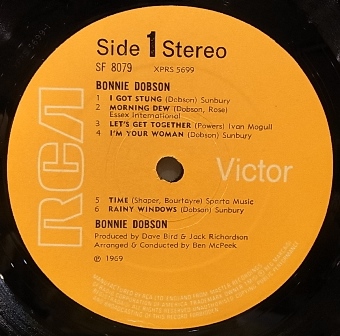 Side 1 Stereo
SF 8079 XPRS 5699
BONNIE DOBSON
1 I GOT STUNG (Dobson) Sunbury
2 MORNING DEW (Dobson, Rose)
Essex International
3 LET'S GET TOGETHER (Powers) Ivan Mogull
4 I'M YOUR WOMAN (Dobson) Sunbury
RCA Victor
5 TIME (Shaper, Bourtayre) Sparta Music
6 RAINY WINDOWS (Dobson) Sunbury
BONNIE DOBSON
Produced by Dave Bird & Jack Richardson
Arranged & Conducted by Ben McPeek.
℗ 1969